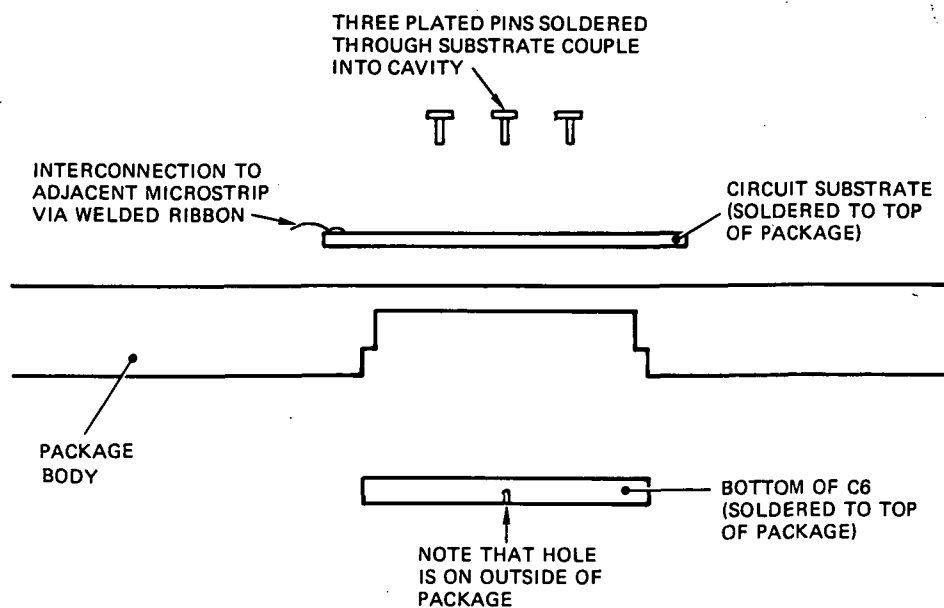 THREE PLATED PINS SOLDERED
THROUGH SUBSTRATE COUPLE
INTO CAVITY
INTERCONNECTION TO
ADJACENT MICROSTRIP
VIA WELDED RIBBON
CIRCUIT SUBSTRATE
(SOLDERED TO TOP
OF PACKAGE)
PACKAGE
BODY
BOTTOM OF C6
(SOLDERED TO TOP
OF PACKAGE)
NOTE THAT HOLE
IS ON OUTSIDE OF
PACKAGE